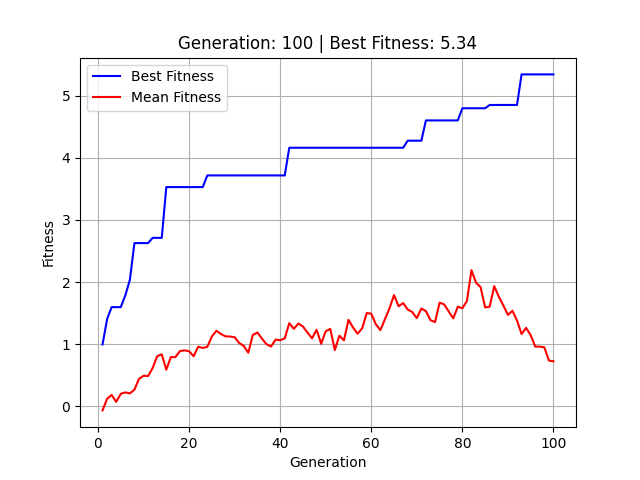 Generation: 100 | Best Fitness: 5.34
Best Fitness
Mean Fitness
Fitness
5
4
3
2
1
0
0 20 40 60 80 100
Generation